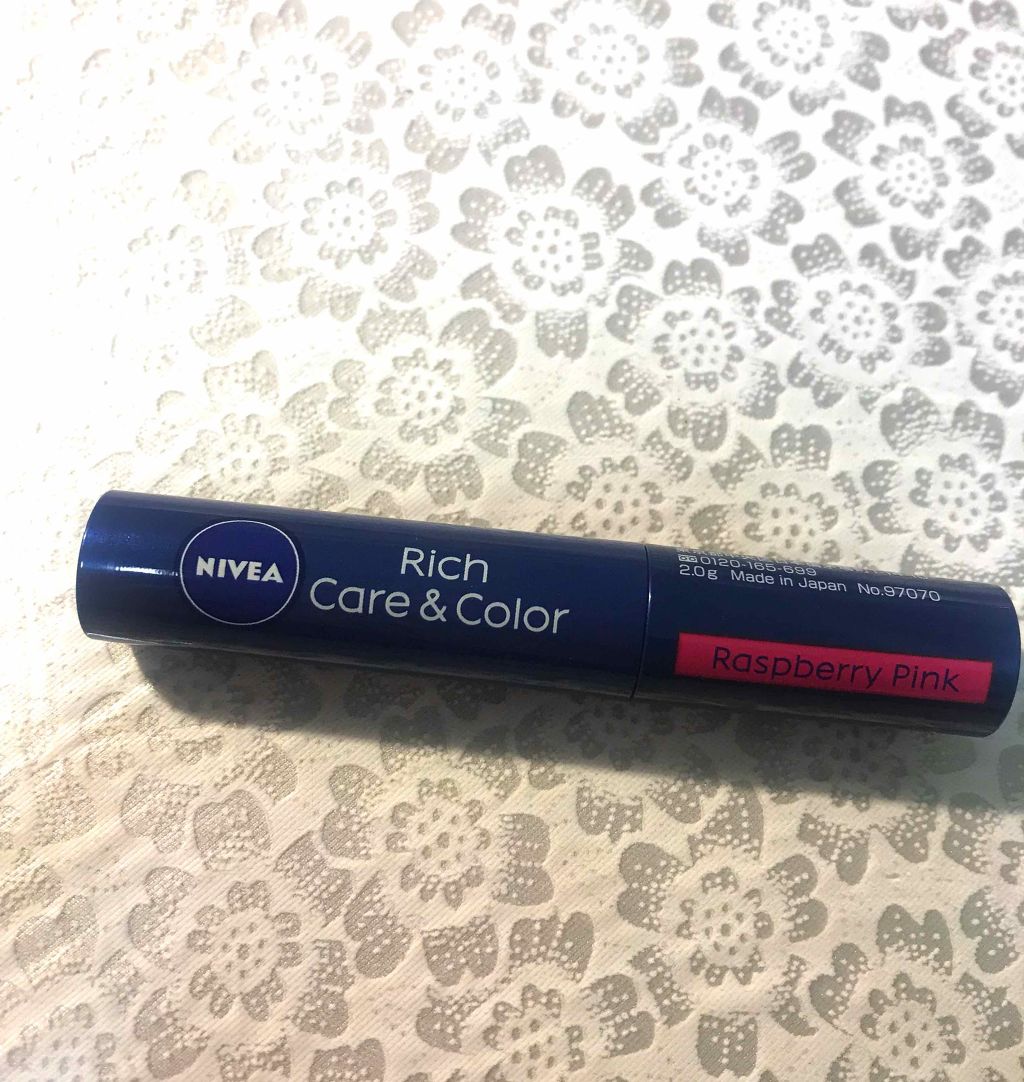 NIVEA
Rich
Care & Color
0120-165-699
2.0g Made in Japan No.97070
Raspberry Pink